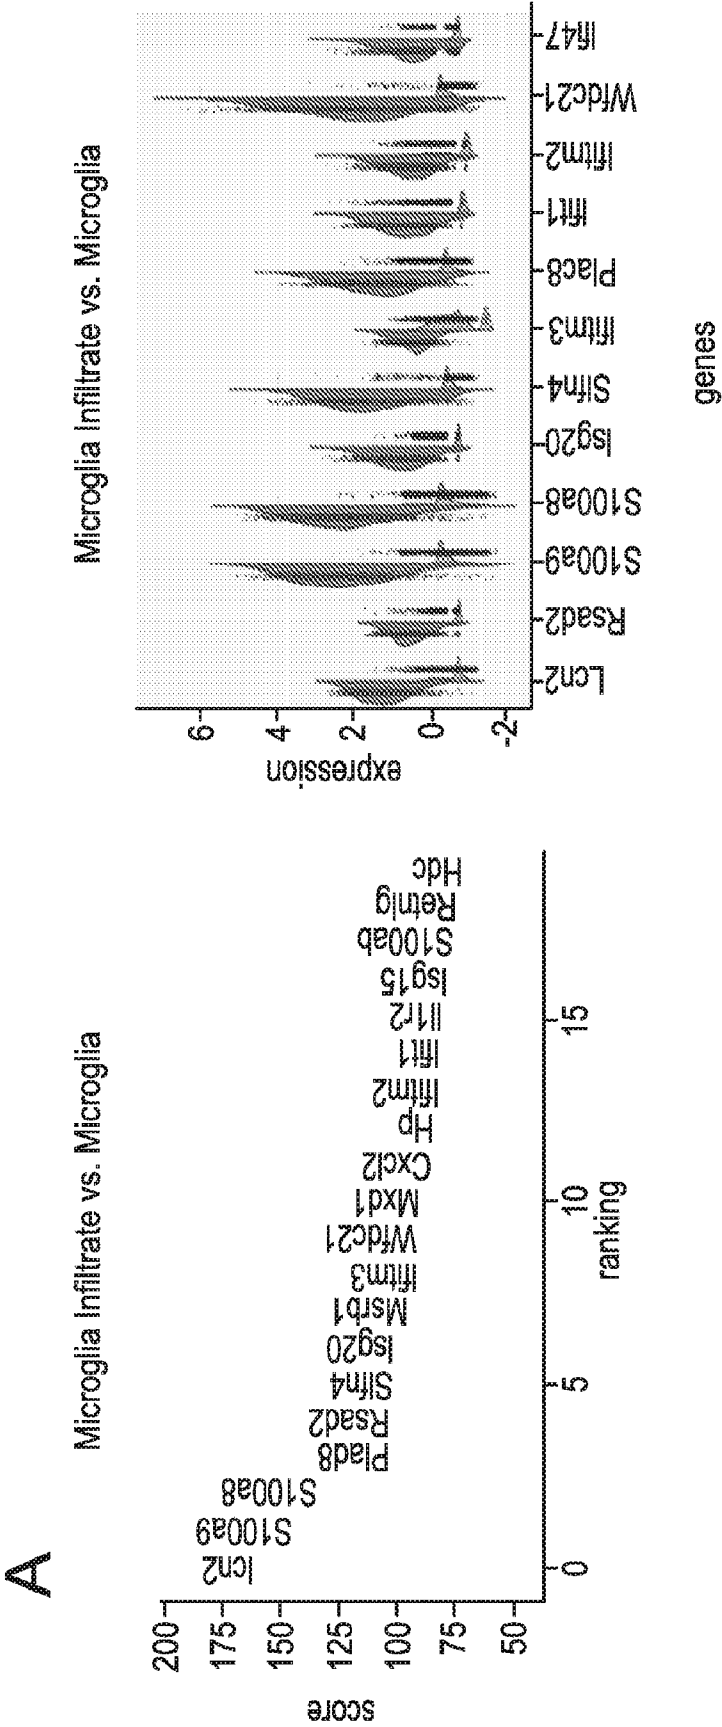 A
Microglia Infiltrate vs. Microglia
score
200
175
150
125
100
75
50
lcn2
S100a9
S100a8
Plad8
Rsad2
Slfn4
Isg20
Msrb1
Ifitm3
Wfdc21
Mxd1
Cxcl2
Hp
Ifitm2
Ifit1
Il1r2
Isg15
S100ab
Retnlg
Hdc
0
5
10
15
ranking
Microglia Infiltrate vs. Microglia
expression
6
4
2
0
-2
Lcn2
Rsad2
S100a9
S100a8
Isg20
Slfn4
Ifitm3
Plac8
Ifit1
Ifitm2
Wfdc21
Ifi47
genes